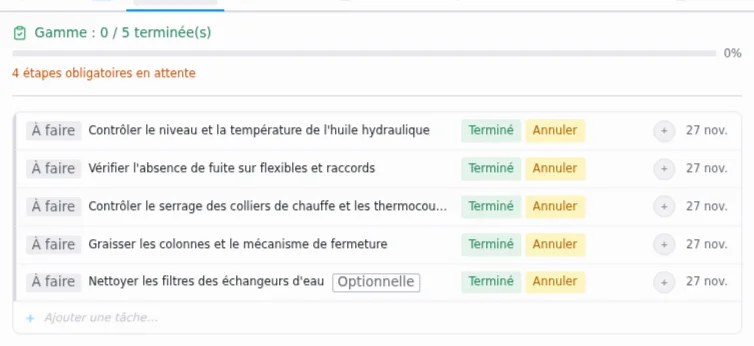 Gamme : 0 / 5 terminée(s)
0%
4 étapes obligatoires en attente
À faire Contrôler le niveau et la température de l'huile hydraulique Terminé Annuler + 27 nov.
À faire Vérifier l'absence de fuite sur flexibles et raccords Terminé Annuler + 27 nov.
À faire Contrôler le serrage des colliers de chauffe et les thermocou... Terminé Annuler + 27 nov.
À faire Graisser les colonnes et le mécanisme de fermeture Terminé Annuler + 27 nov.
À faire Nettoyer les filtres des échangeurs d'eau Optionnelle Terminé Annuler + 27 nov.
+ Ajouter une tâche...